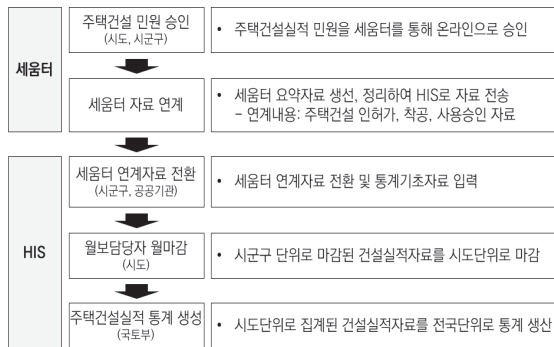 세움터
주택건설 민원 승인
(시도, 시군구)
• 주택건설실적 민원을 세움터를 통해 온라인으로 승인
세움터 자료 연계
• 세움터 요약자료 생선, 정리하여 HIS로 자료 전송
– 연계내용: 주택건설 인허가, 착공, 사용승인 자료
HIS
세움터 연계자료 전환
(시군구, 공공기관)
• 세움터 연계자료 전환 및 통계기초자료 입력
월보담당자 월마감
(시도)
• 시군구 단위로 마감된 건설실적자료를 시도단위로 마감
주택건설실적 통계 생성
(국토부)
• 시도단위로 집계된 건설실적자료를 전국단위로 통계 생산